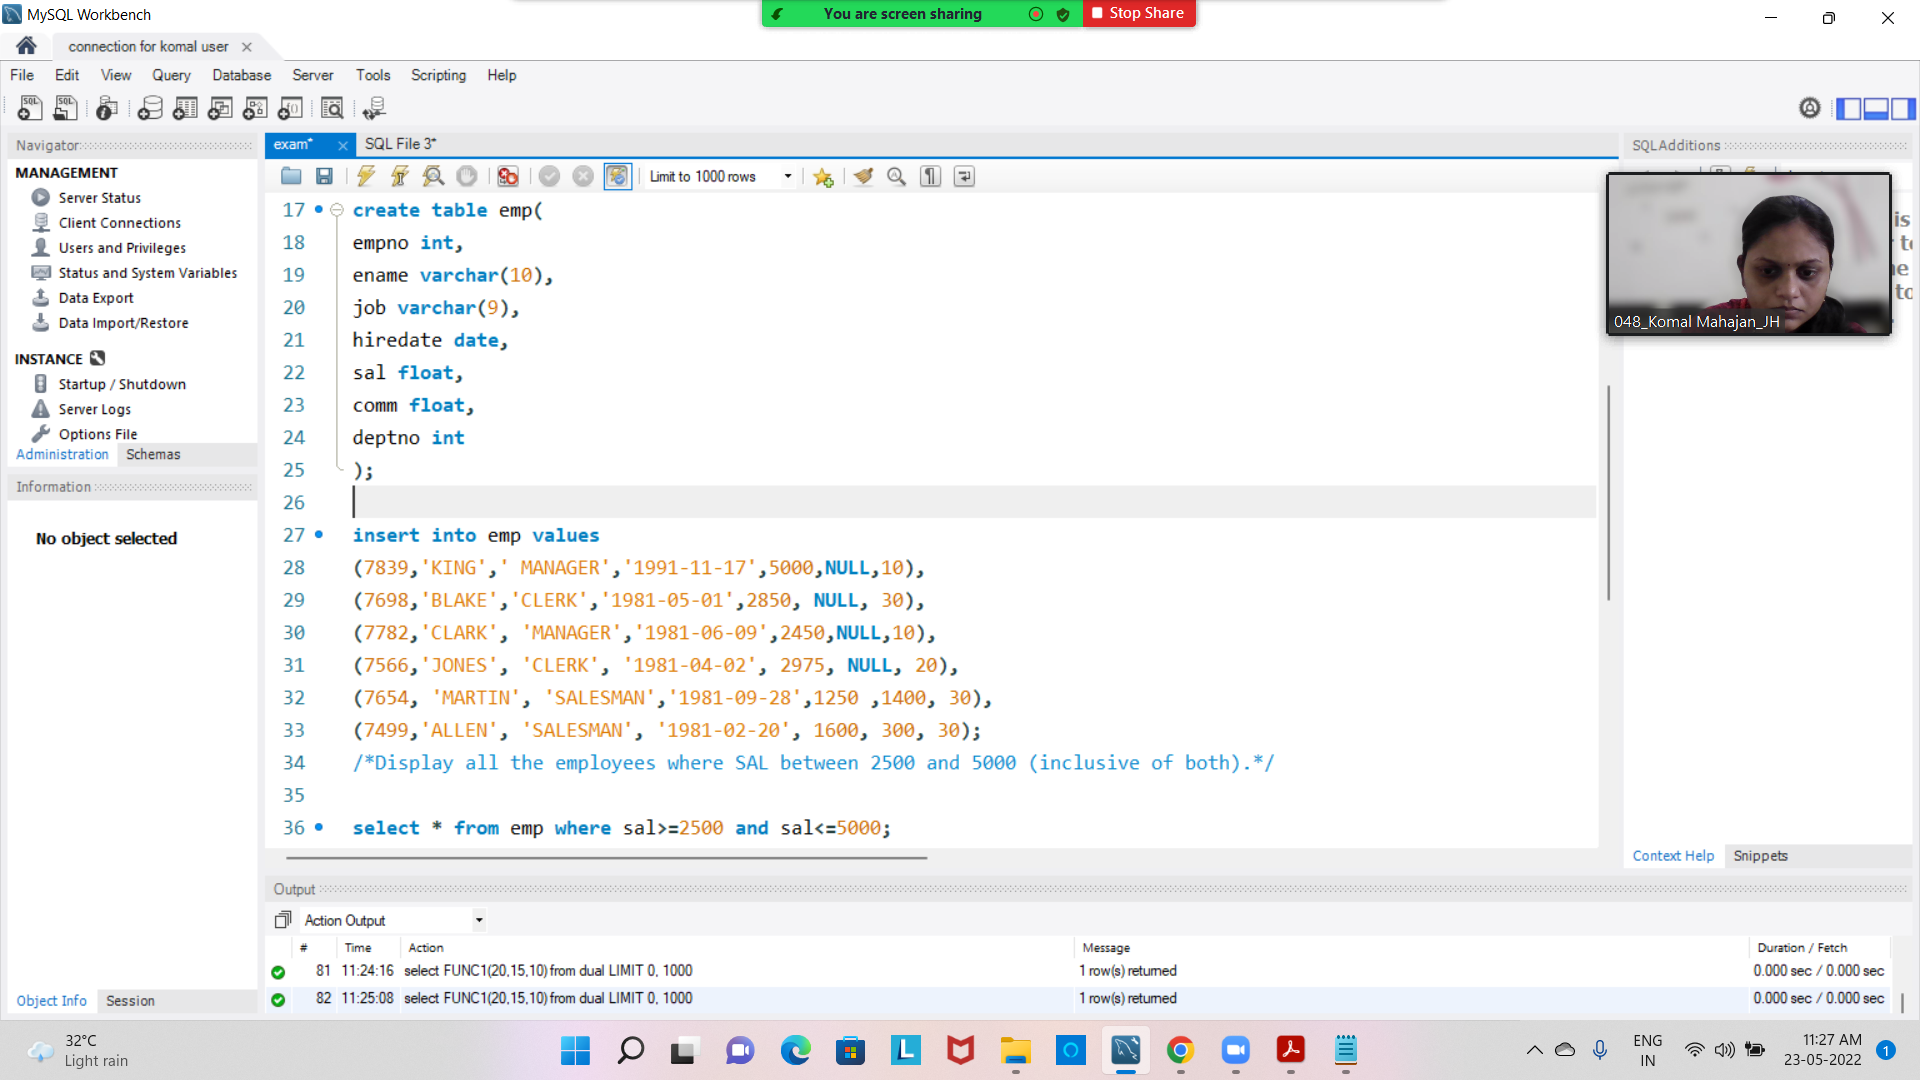 MySQL Workbench
You are screen sharing
Stop Share
connection for komal user
File Edit View Query Database Server Tools Scripting Help
Navigator
MANAGEMENT
Server Status
Client Connections
Users and Privileges
Status and System Variables
Data Export
Data Import/Restore
INSTANCE
Startup / Shutdown
Server Logs
Options File
Administration Schemas
Information
No object selected
Object Info Session
exam* SQL File 3*
Limit to 1000 rows
17 create table emp(
18 empno int,
19 ename varchar(10),
20 job varchar(9),
21 hiredate date,
22 sal float,
23 comm float,
24 deptno int
25 );
26
27 insert into emp values
28 (7839,'KING',' MANAGER','1991-11-17',5000,NULL,10),
29 (7698,'BLAKE','CLERK','1981-05-01',2850, NULL, 30),
30 (7782,'CLARK', 'MANAGER','1981-06-09',2450,NULL,10),
31 (7566,'JONES', 'CLERK', '1981-04-02', 2975, NULL, 20),
32 (7654, 'MARTIN', 'SALESMAN','1981-09-28',1250 ,1400, 30),
33 (7499,'ALLEN', 'SALESMAN', '1981-02-20', 1600, 300, 30);
34 /*Display all the employees where SAL between 2500 and 5000 (inclusive of both).*/
35
36 select * from emp where sal>=2500 and sal<=5000;
SQLAdditions
048_Komal Mahajan_JH
Context Help Snippets
Output
Action Output
# Time Action Message Duration / Fetch
81 11:24:16 select FUNC1(20,15,10) from dual LIMIT 0, 1000 1 row(s) returned 0.000 sec / 0.000 sec
82 11:25:08 select FUNC1(20,15,10) from dual LIMIT 0, 1000 1 row(s) returned 0.000 sec / 0.000 sec
32°C
Light rain
ENG
IN
11:27 AM
23-05-2022
1